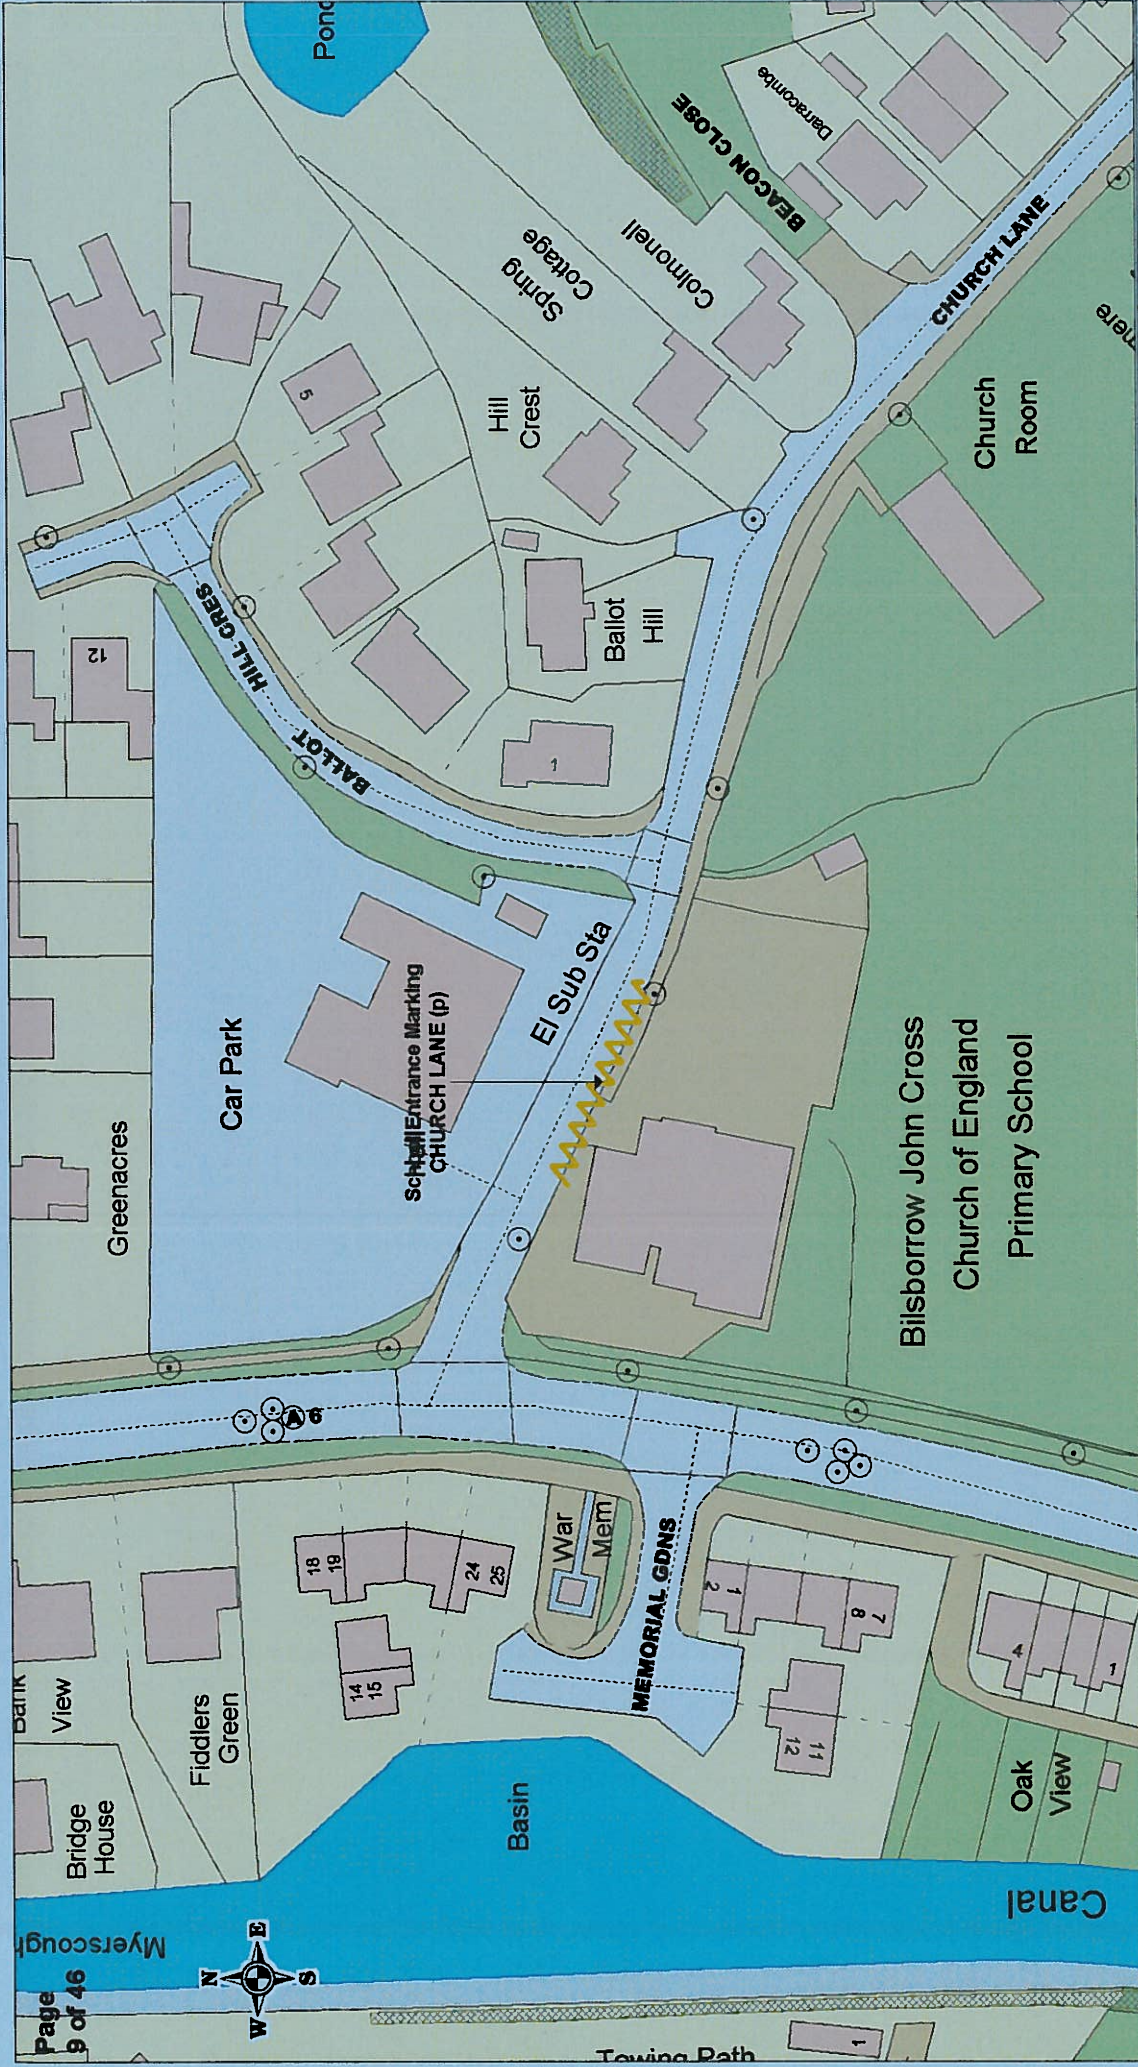 Page
9 of 46
N
W
E
S
Myerscough
Bridge
House
View
Fiddlers
Green
Basin
Canal
Towing Path
1
14
15
18
19
24
25
War
Mem
MEMORIAL GDNS
1
2
7
8
11
12
4
1
Oak
View
A 6
Greenacres
Car Park
School Entrance Marking
CHURCH LANE (p)
El Sub Sta
Bilsborrow John Cross
Church of England
Primary School
12
BALLOT
HILL CRES
1
5
Ballot
Hill
Hill
Crest
Spring
Cottage
Colmonell
BEACON CLOSE
Darracombe
CHURCH LANE
Church
Room
Pond
mere